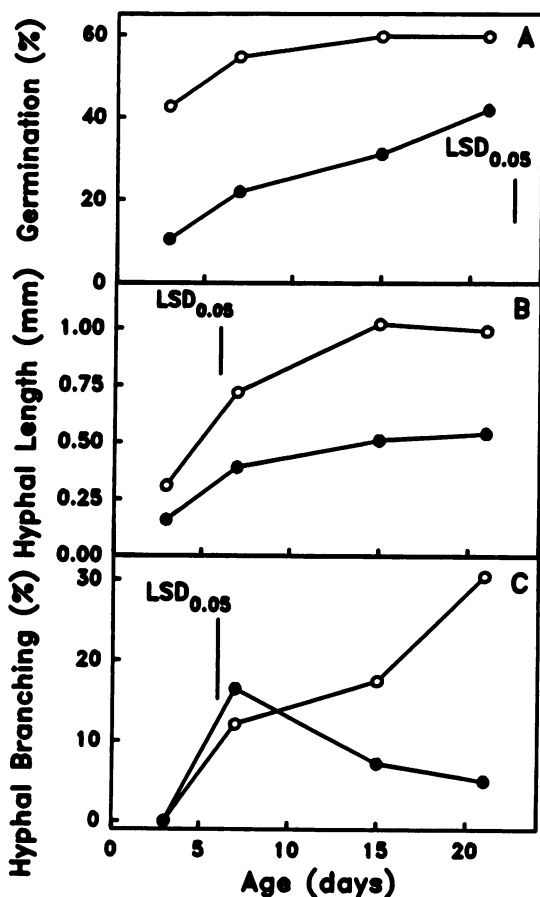 Germination (%)
60
40
20
0
A
LSD0.05
Hyphal Length (mm)
1.00
0.75
0.50
0.25
0.00
B
LSD0.05
Hyphal Branching (%)
30
20
10
0
C
LSD0.05
0 5 10 15 20
Age (days)